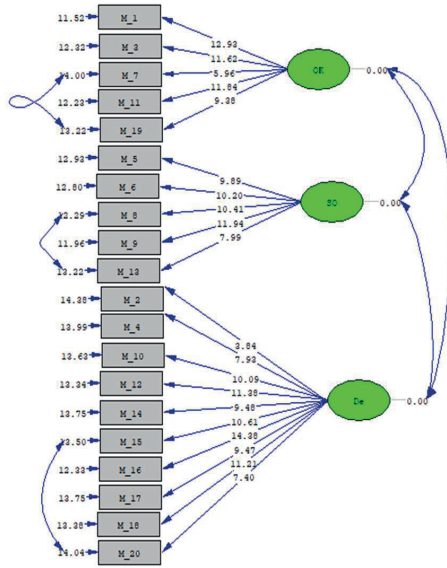 11.52 M_1
12.32 M_3
14.00 M_7
12.23 M_11
13.22 M_19
12.93 M_5
12.80 M_6
12.29 M_8
11.96 M_9
13.22 M_13
14.38 M_2
13.99 M_4
13.63 M_10
13.34 M_12
13.75 M_14
13.50 M_15
12.33 M_16
13.75 M_17
13.38 M_18
14.04 M_20
12.93
11.62
5.96
11.84
9.38
0.00
9.89
10.20
10.41
11.94
7.99
SO 0.00
3.84
7.93
10.09
11.38
9.48
10.61
14.38
9.47
11.21
7.40
De 0.00